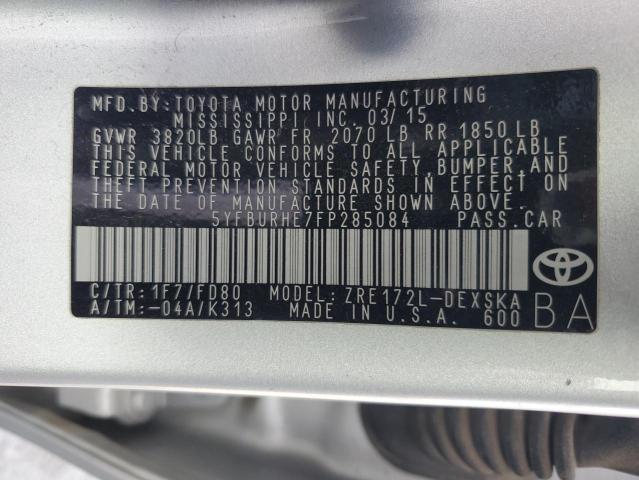 MFD.BY:TOYOTA MOTOR MANUFACTURING
MISSISSIPPI INC. 03/15
GVWR 3820LB GAWR FR 2070 LB RR 1850 LB
THIS VEHICLE CONFORMS TO ALL APPLICABLE
FEDERAL MOTOR VEHICLE SAFETY,BUMPER,AND
THEFT PREVENTION STANDARDS IN EFFECT ON
THE DATE OF MANUFACTURE SHOWN ABOVE.
5YFBURHE7FP285084 PASS.CAR
C/TR:1F7/FD80 MODEL:ZRE172L-DEXSKA
A/TM:-04A/K313 MADE IN U.S.A. 600
BA